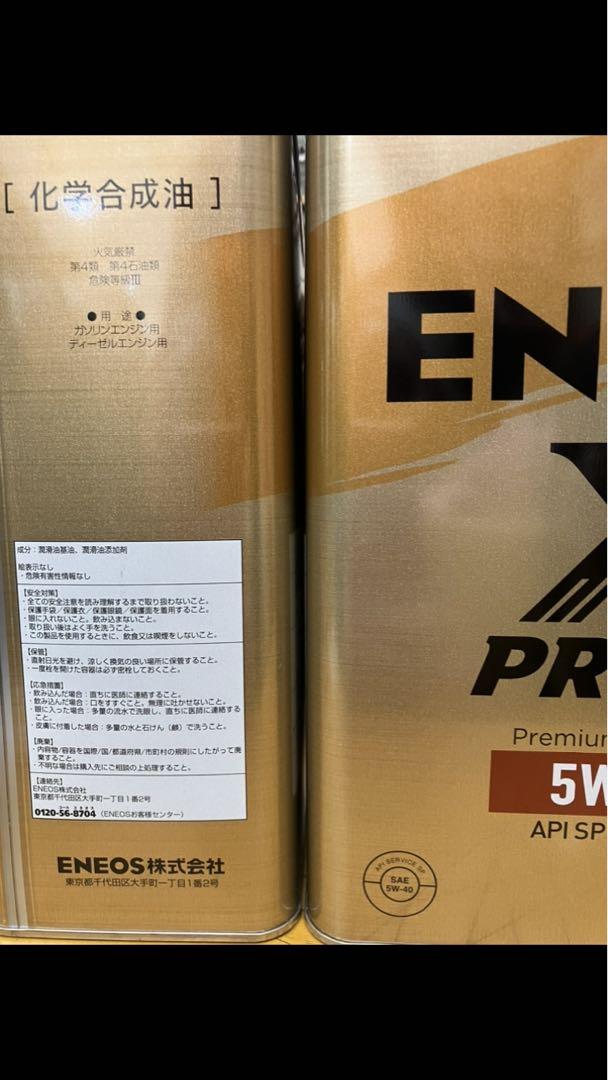 [ 化学合成油 ]
火気厳禁
第4類 第4石油類
危険等級Ⅲ
●用 途●
ガソリンエンジン用
ディーゼルエンジン用
成分：潤滑油基油、潤滑油添加剤
絵表示なし
・危険有害性情報なし
【安全対策】
・全ての安全注意を読み理解するまで取り扱わないこと。
・保護手袋／保護衣／保護眼鏡／保護面を着用すること。
・眼に入れないこと。飲み込まないこと。
・取り扱い後はよく手を洗うこと。
・この製品を使用するときに、飲食又は喫煙をしないこと。
【保管】
・直射日光を避け、涼しく換気の良い場所に保管すること。
・一度栓を開けた容器は必ず密栓しておくこと。
【応急措置】
・飲み込んだ場合：直ちに医師に連絡すること。
・飲み込んだ場合：口をすすぐこと。無理に吐かせないこと。
・眼に入った場合：多量の流水で洗眼し、直ちに医師に連絡する
こと。
・皮膚に付着した場合：多量の水と石けん（鹸）で洗うこと。
【廃棄】
・内容物/容器を国際/国/都道府県/市町村の規則にしたがって廃
棄すること。
・不明な場合は購入先にご相談の上処理すること。
【連絡先】
ENEOS株式会社
東京都千代田区大手町一丁目1番2号
コール エネオス
0120-56-8704（ENEOSお客様センター）
ENEOS株式会社
東京都千代田区大手町一丁目1番2号
EN
X
PR
Premium
5W
API SP
API SERVICE SP
SAE
5W-40